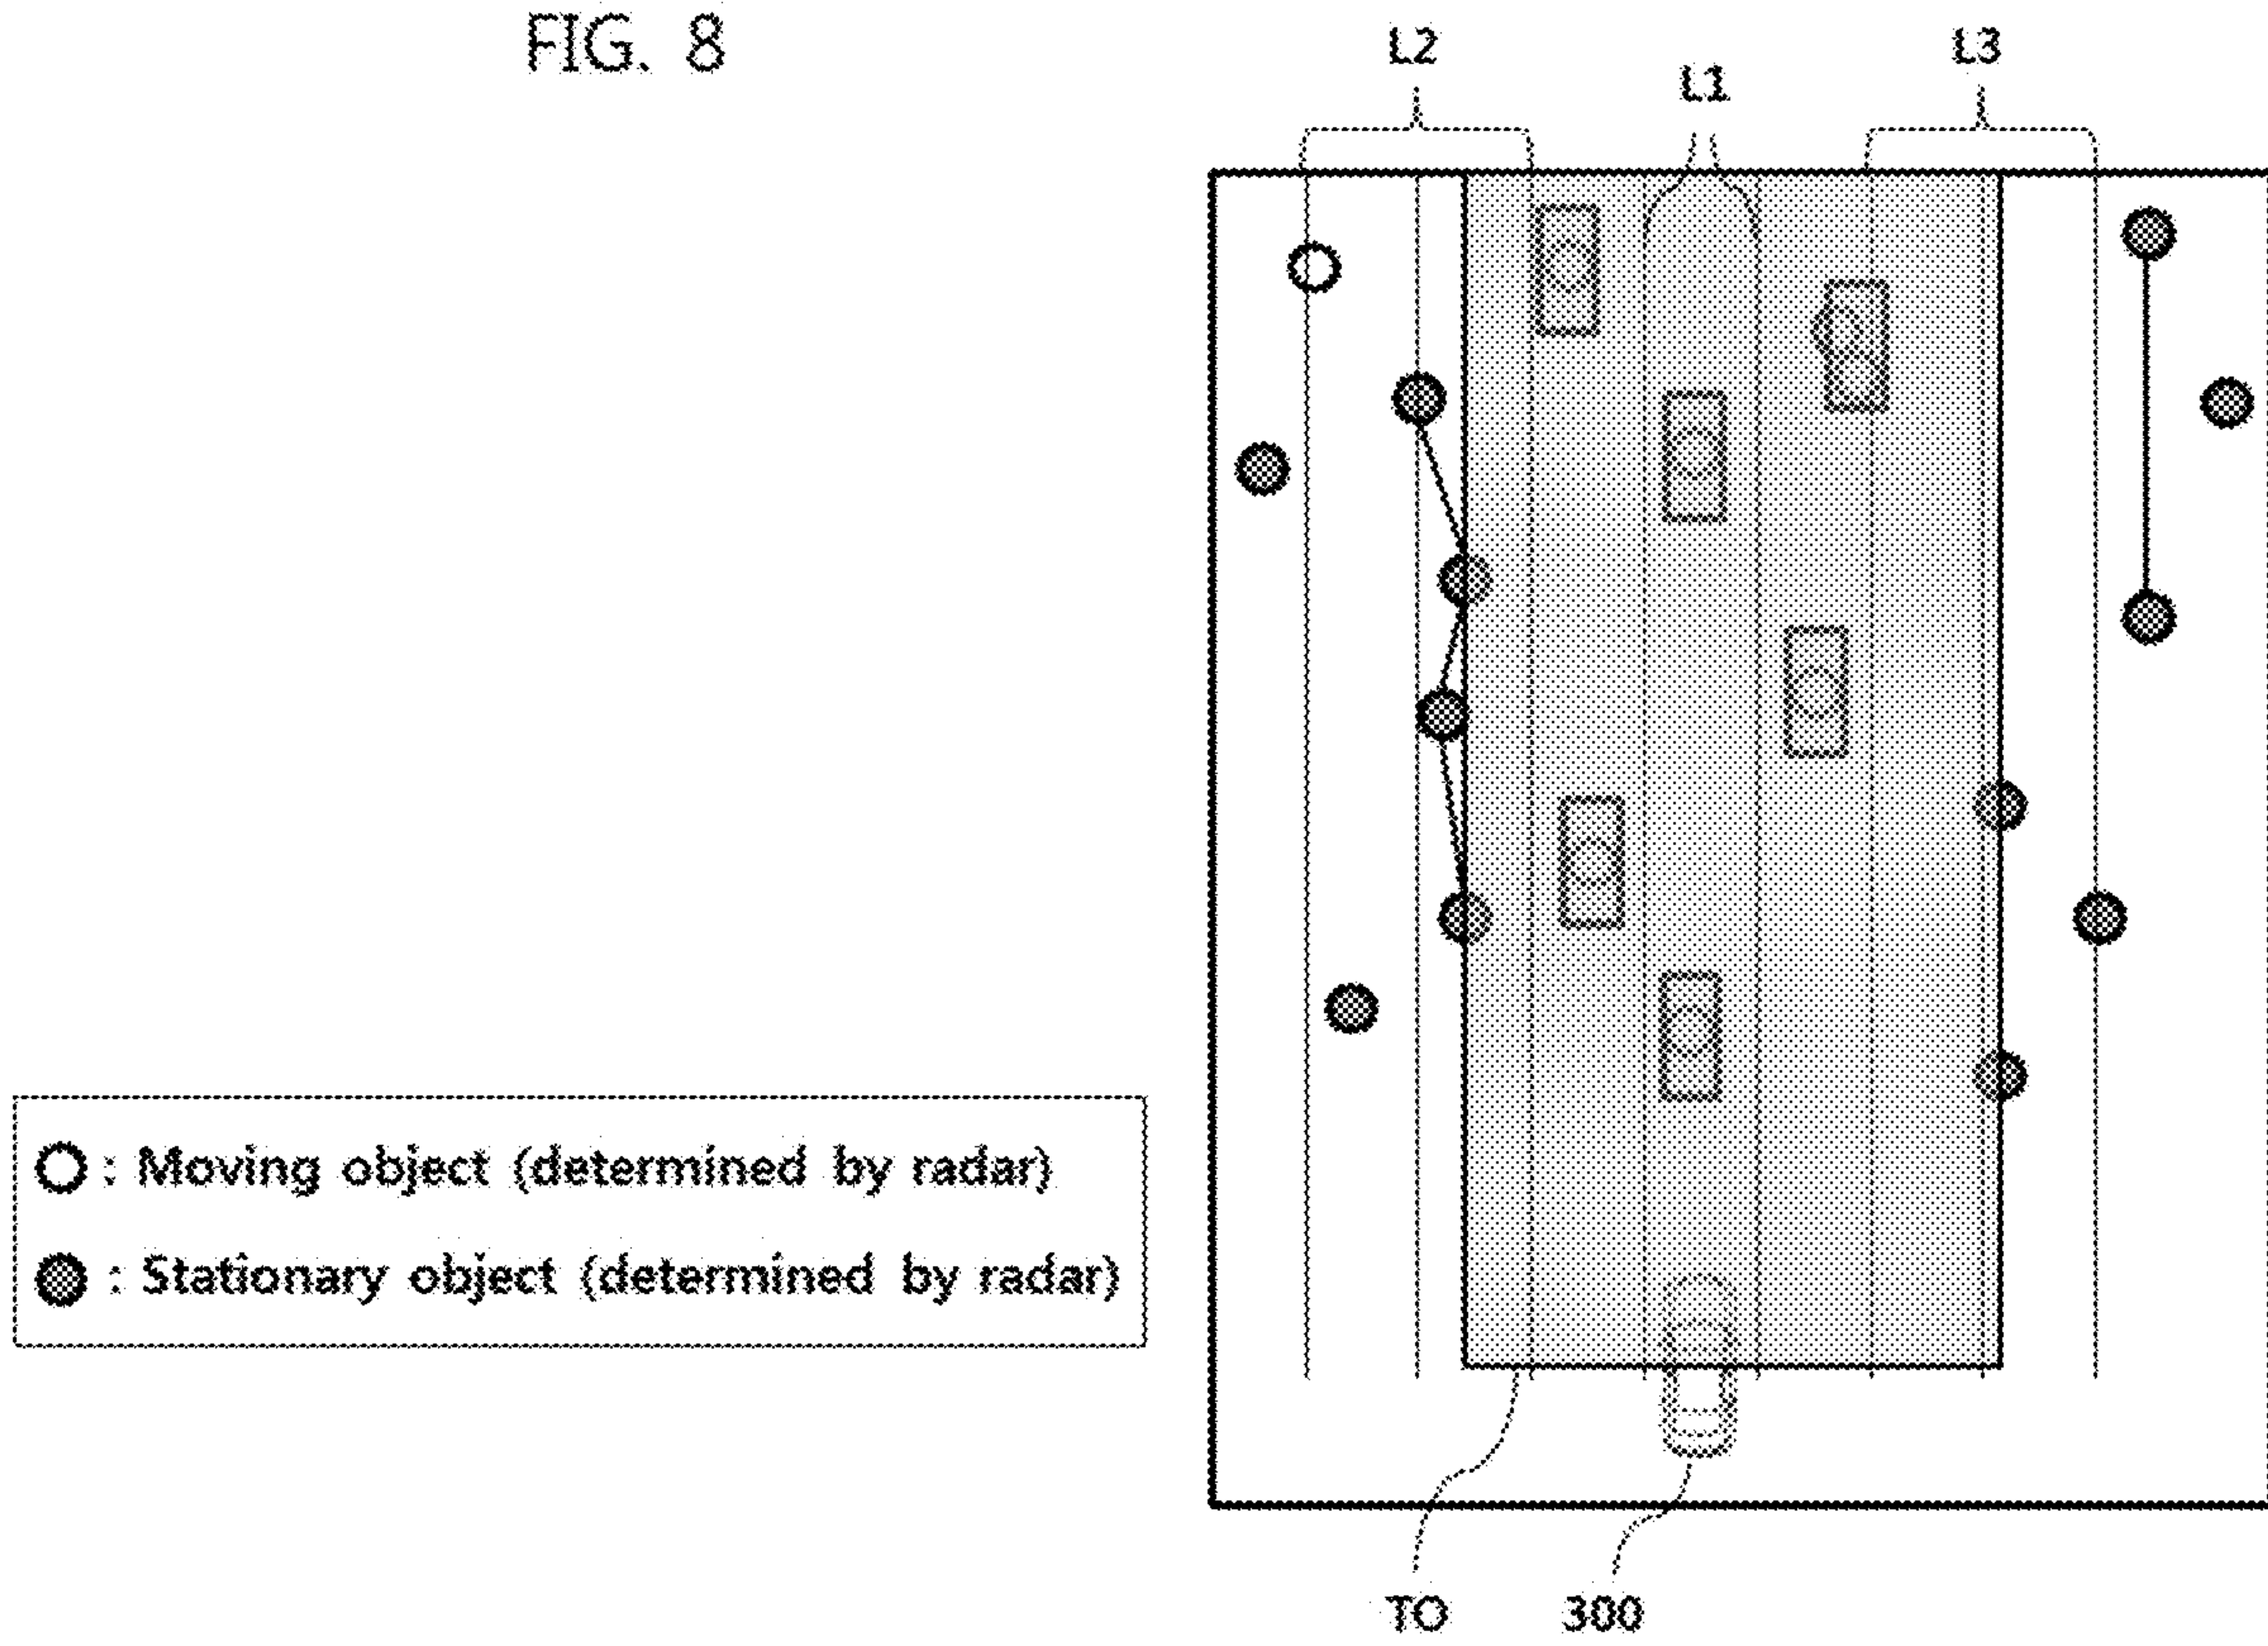 FIG. 8
L2
L1
L3
: Moving object (determined by radar)
: Stationary object (determined by radar)
TO
300